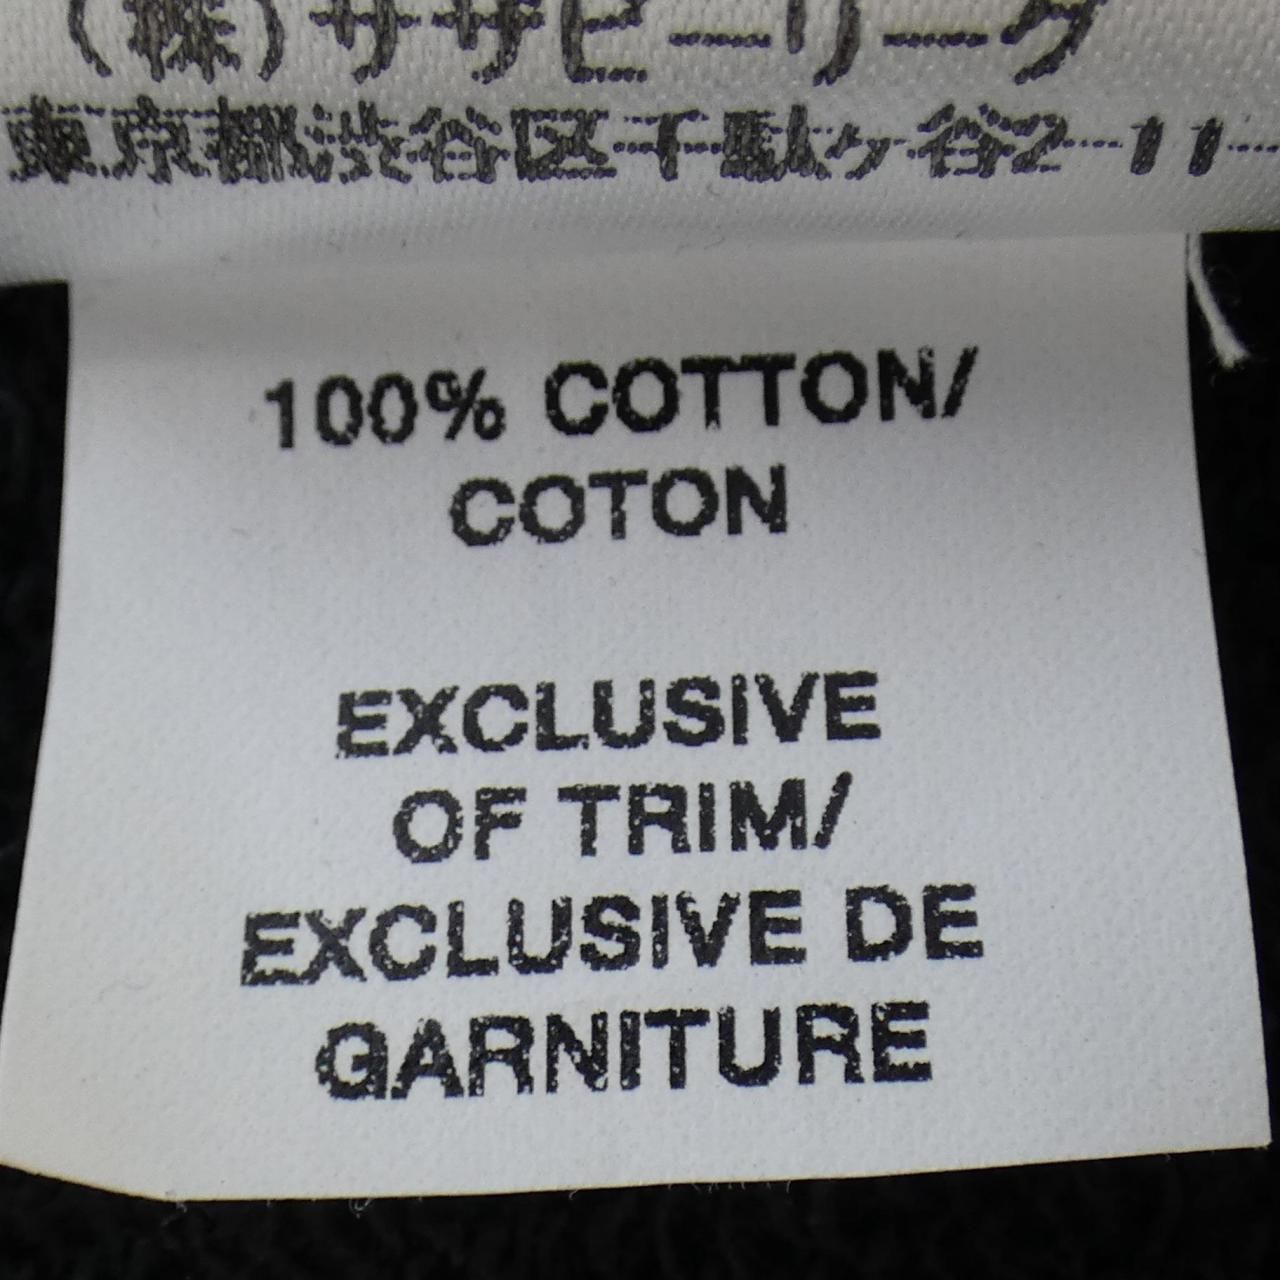 (株)サザビーリーグ
東京都渋谷区千駄ヶ谷2-11-
100% COTTON/
COTON
EXCLUSIVE
OF TRIM/
EXCLUSIVE DE
GARNITURE